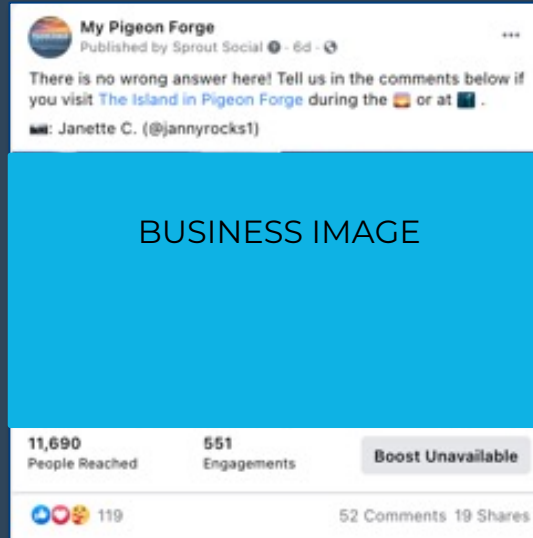 My Pigeon Forge
Published by Sprout Social · 6d ·
There is no wrong answer here! Tell us in the comments below if
you visit The Island in Pigeon Forge during the 🌅 or at 🌃 .
📸: Janette C. (@jannyrocks1)
BUSINESS IMAGE
11,690
People Reached
551
Engagements
Boost Unavailable
119
52 Comments 19 Shares